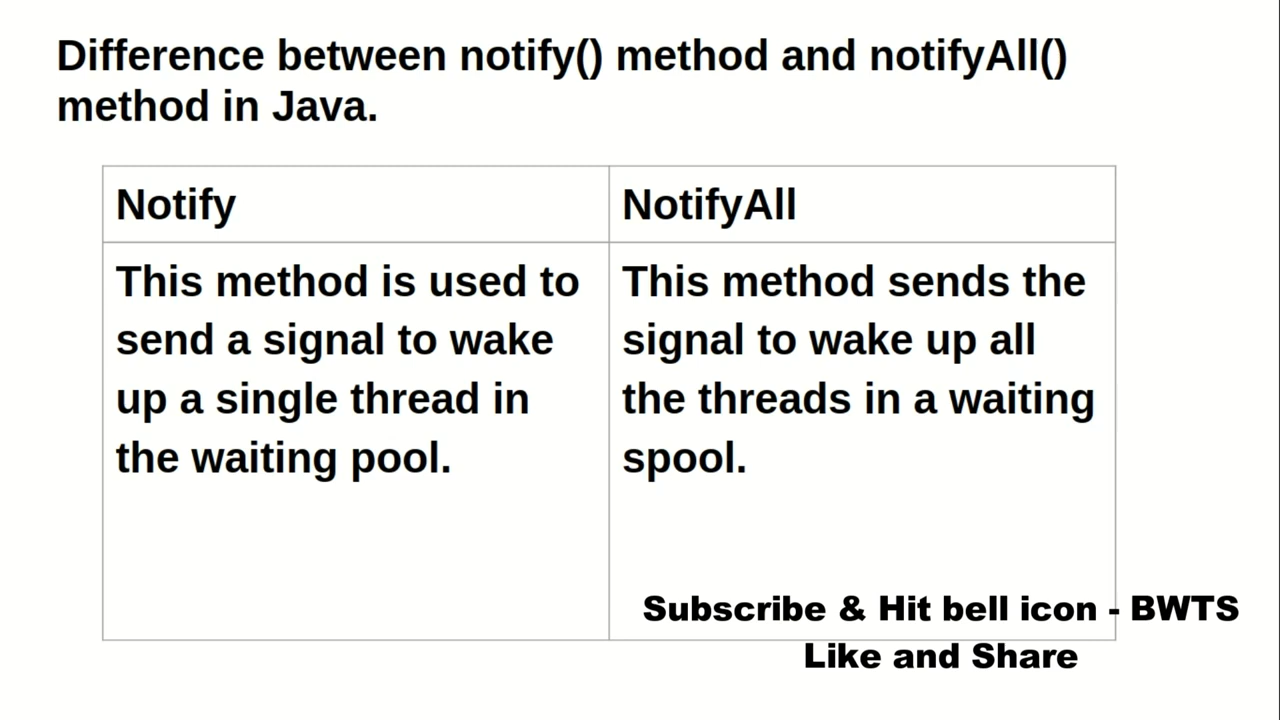 Difference between notify() method and notifyAll()
method in Java.
Notify
NotifyAll
This method is used to
send a signal to wake
up a single thread in
the waiting pool.
This method sends the
signal to wake up all
the threads in a waiting
spool.
Subscribe & Hit bell icon - BWTS
Like and Share